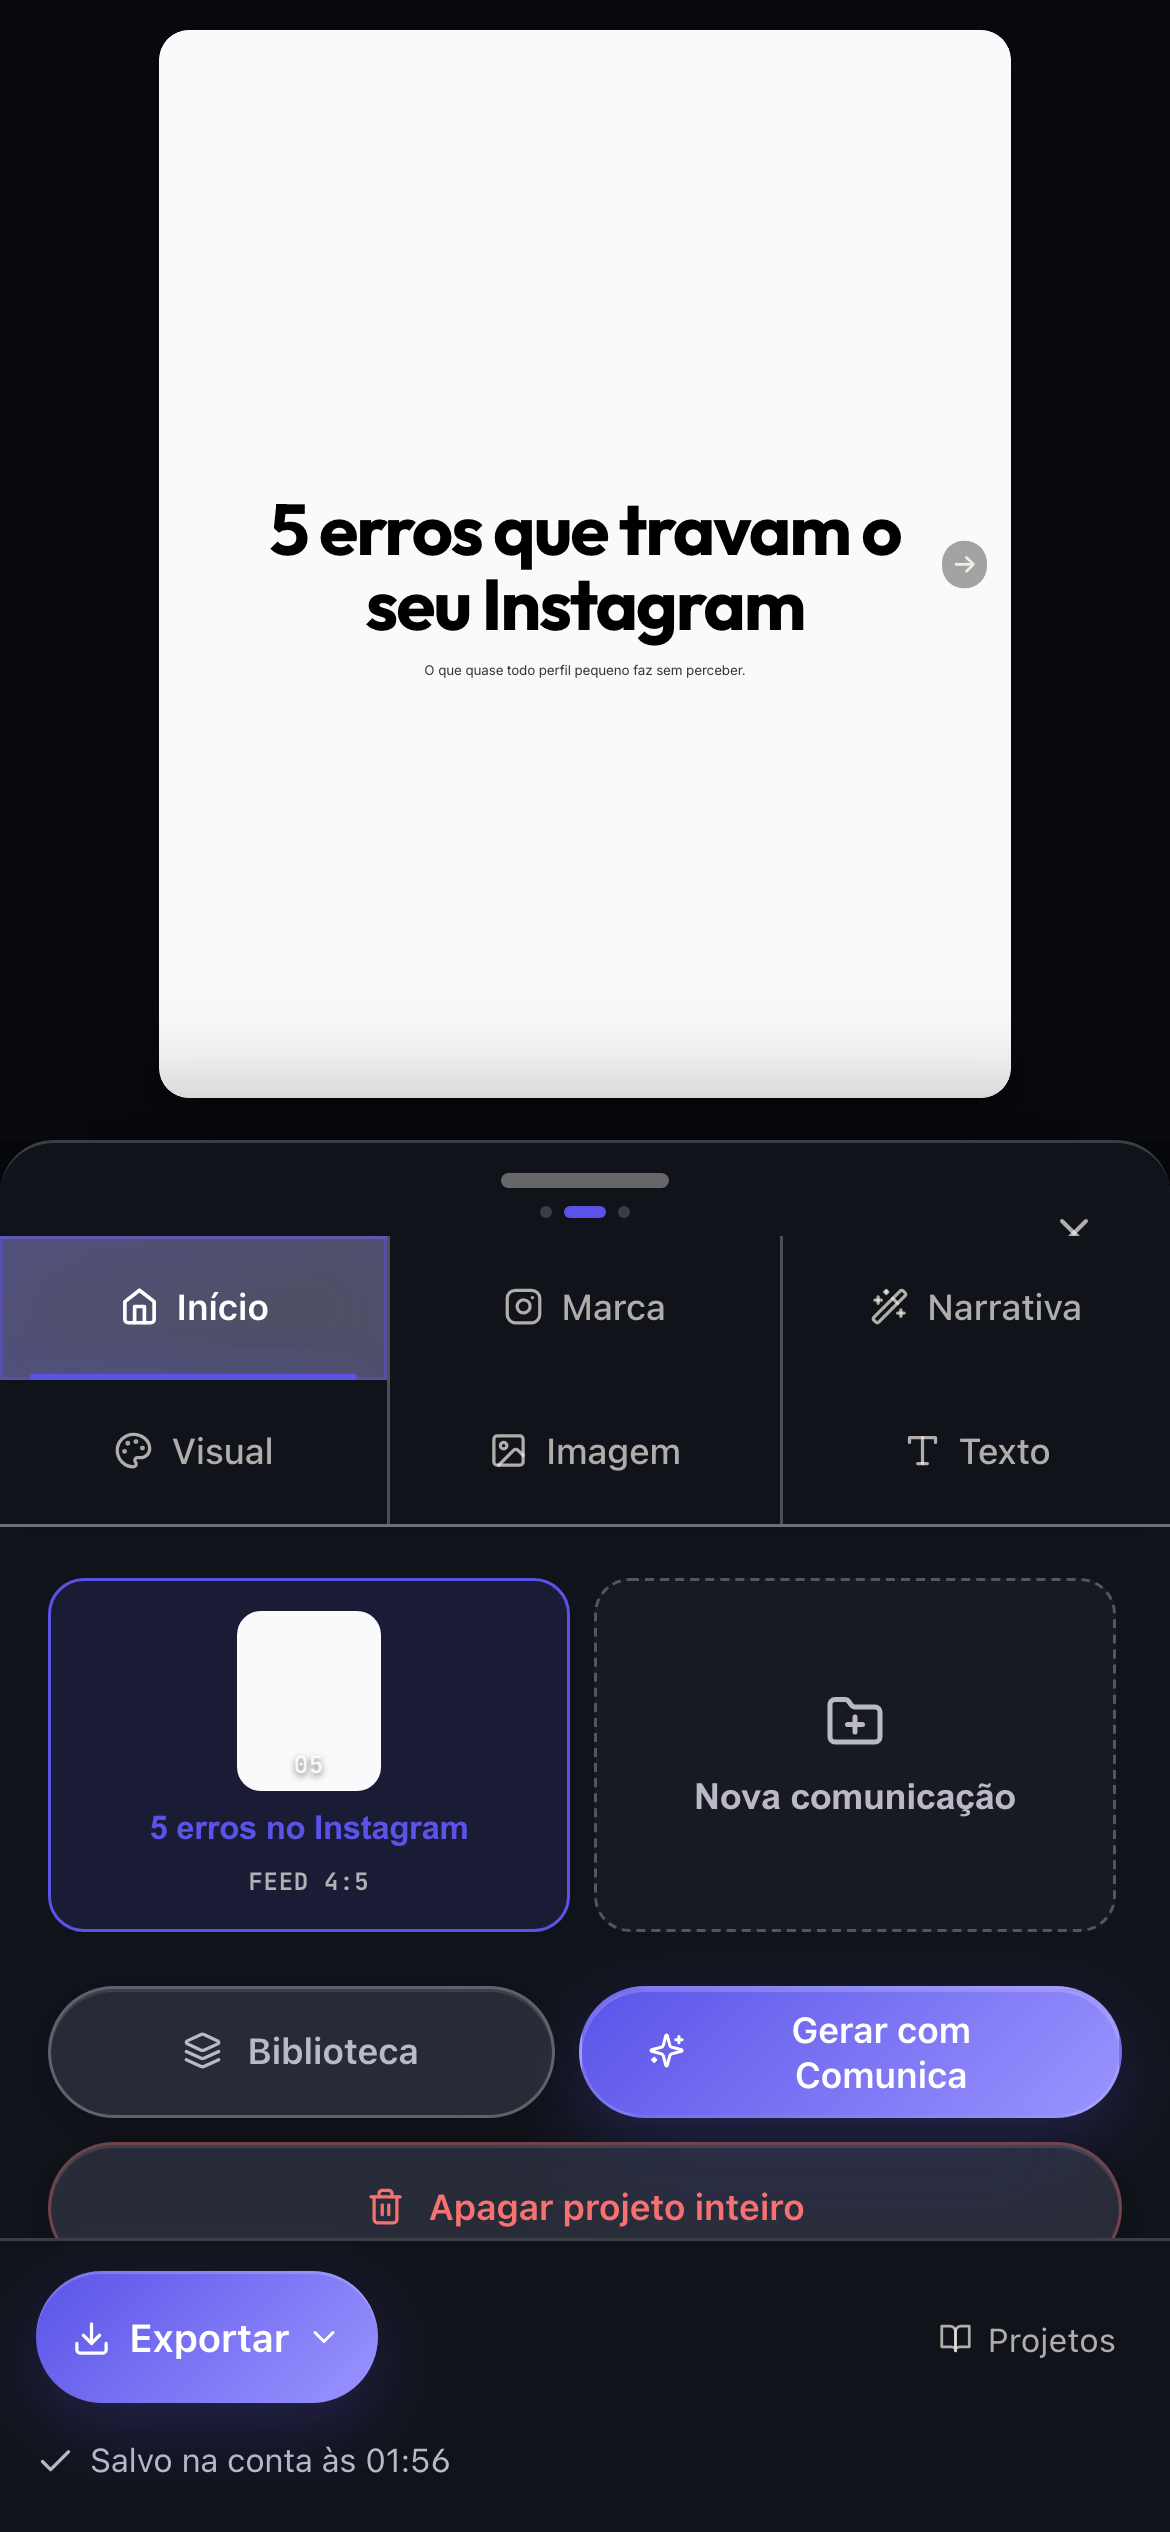 5 erros que travam o
seu Instagram
O que quase todo perfil pequeno faz sem perceber.
Início
Marca
Narrativa
Visual
Imagem
Texto
05
5 erros no Instagram
FEED 4:5
Nova comunicação
Biblioteca
Gerar com
Comunica
Apagar projeto inteiro
Exportar
Projetos
Salvo na conta às 01:56